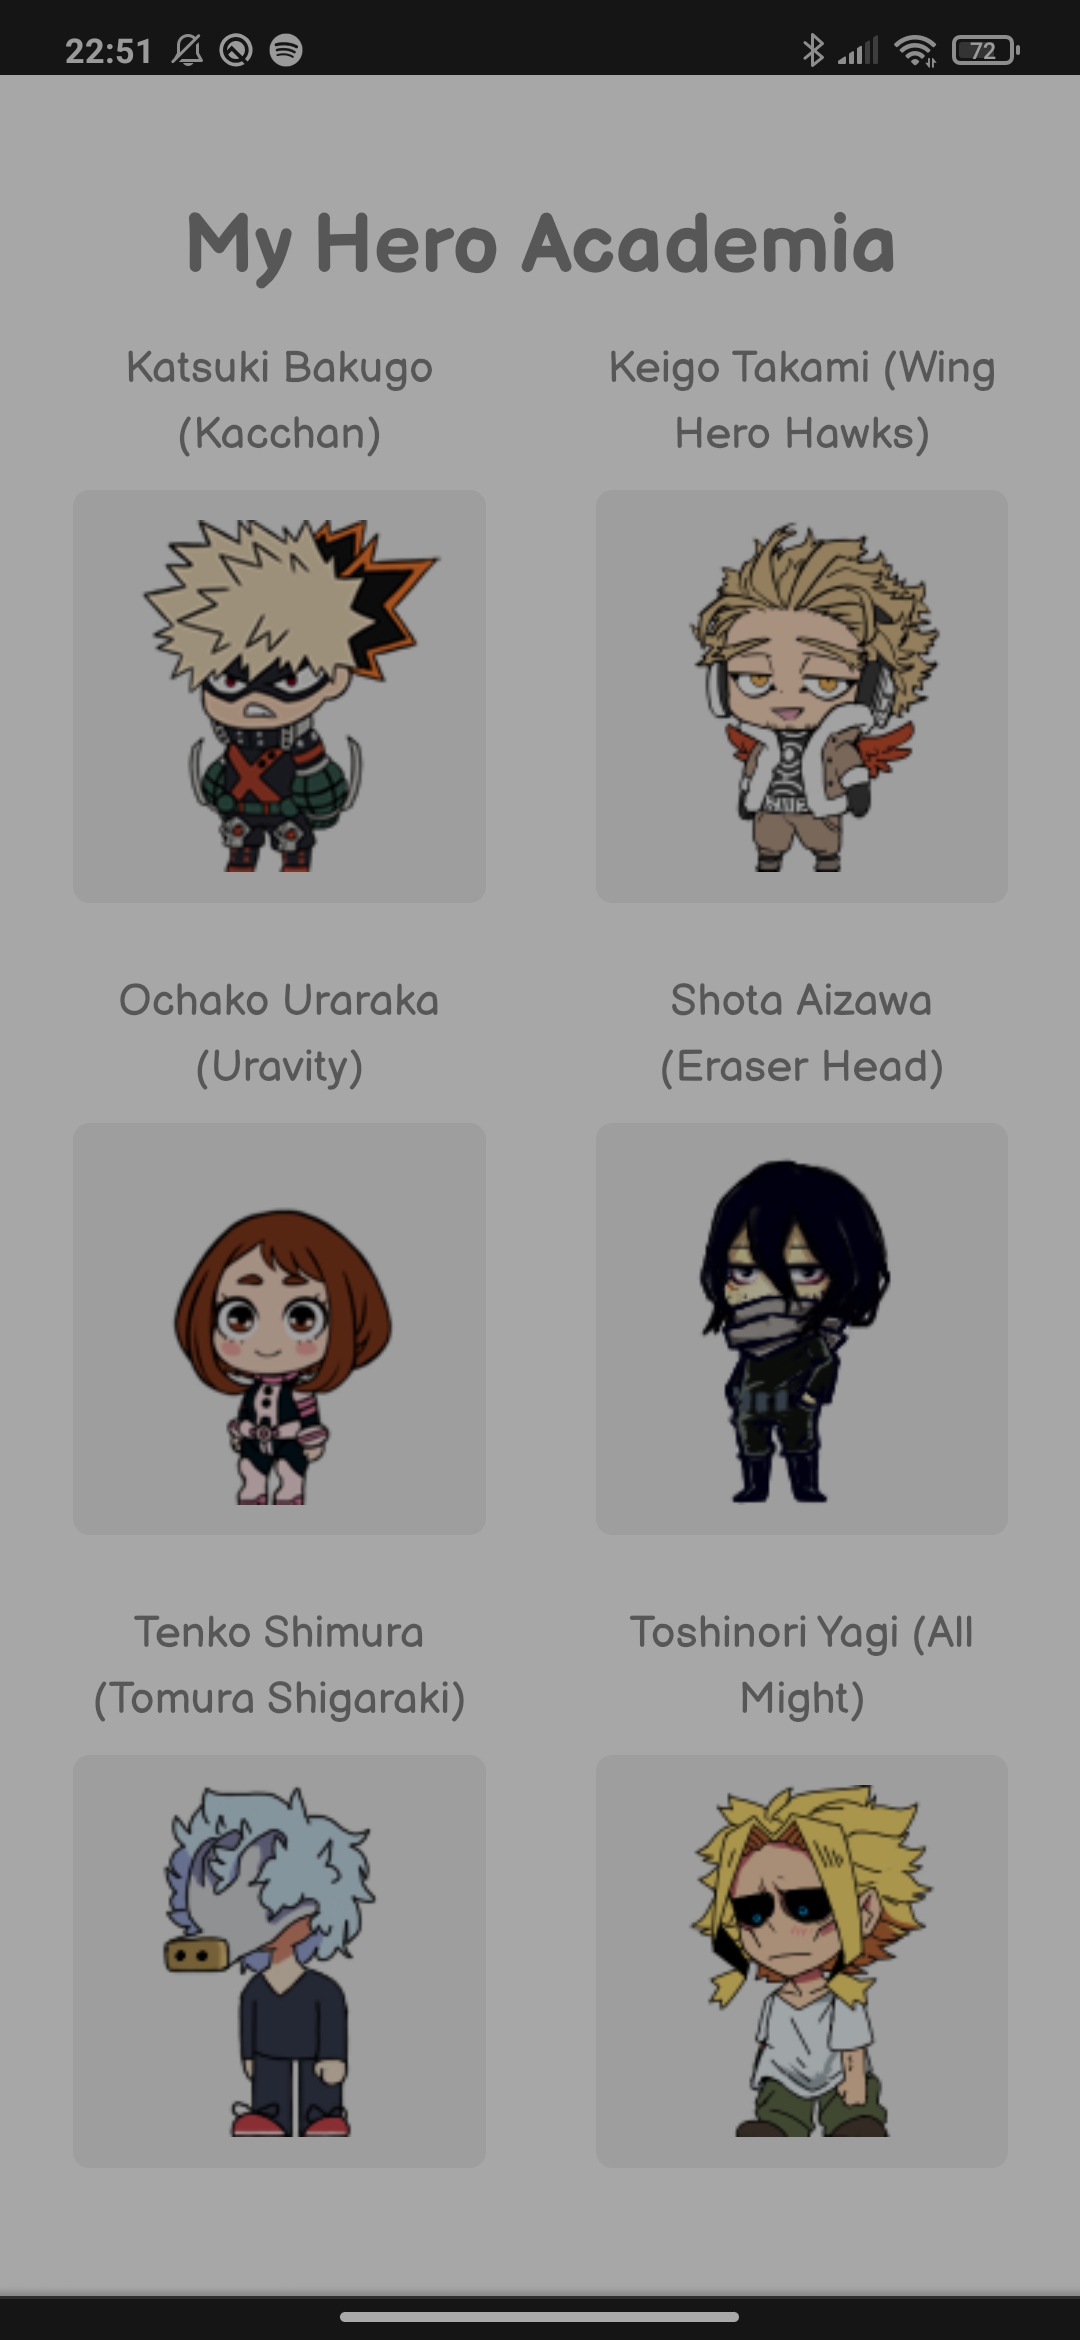 22:51
72
My Hero Academia
Katsuki Bakugo
(Kacchan)
Keigo Takami (Wing
Hero Hawks)
Ochako Uraraka
(Uravity)
Shota Aizawa
(Eraser Head)
Tenko Shimura
(Tomura Shigaraki)
Toshinori Yagi (All
Might)